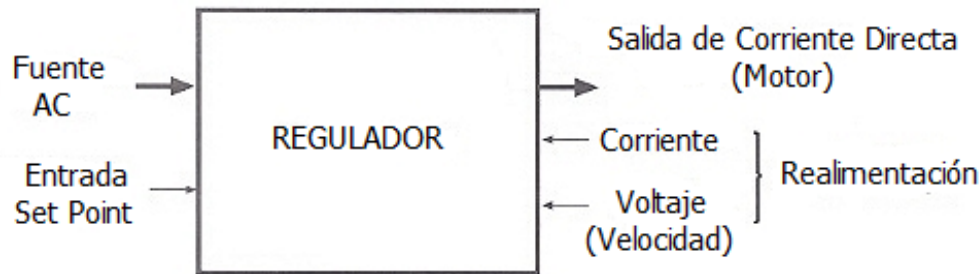 Fuente
AC
Entrada
Set Point
REGULADOR
Salida de Corriente Directa
(Motor)
Corriente
Voltaje
(Velocidad)
Realimentación